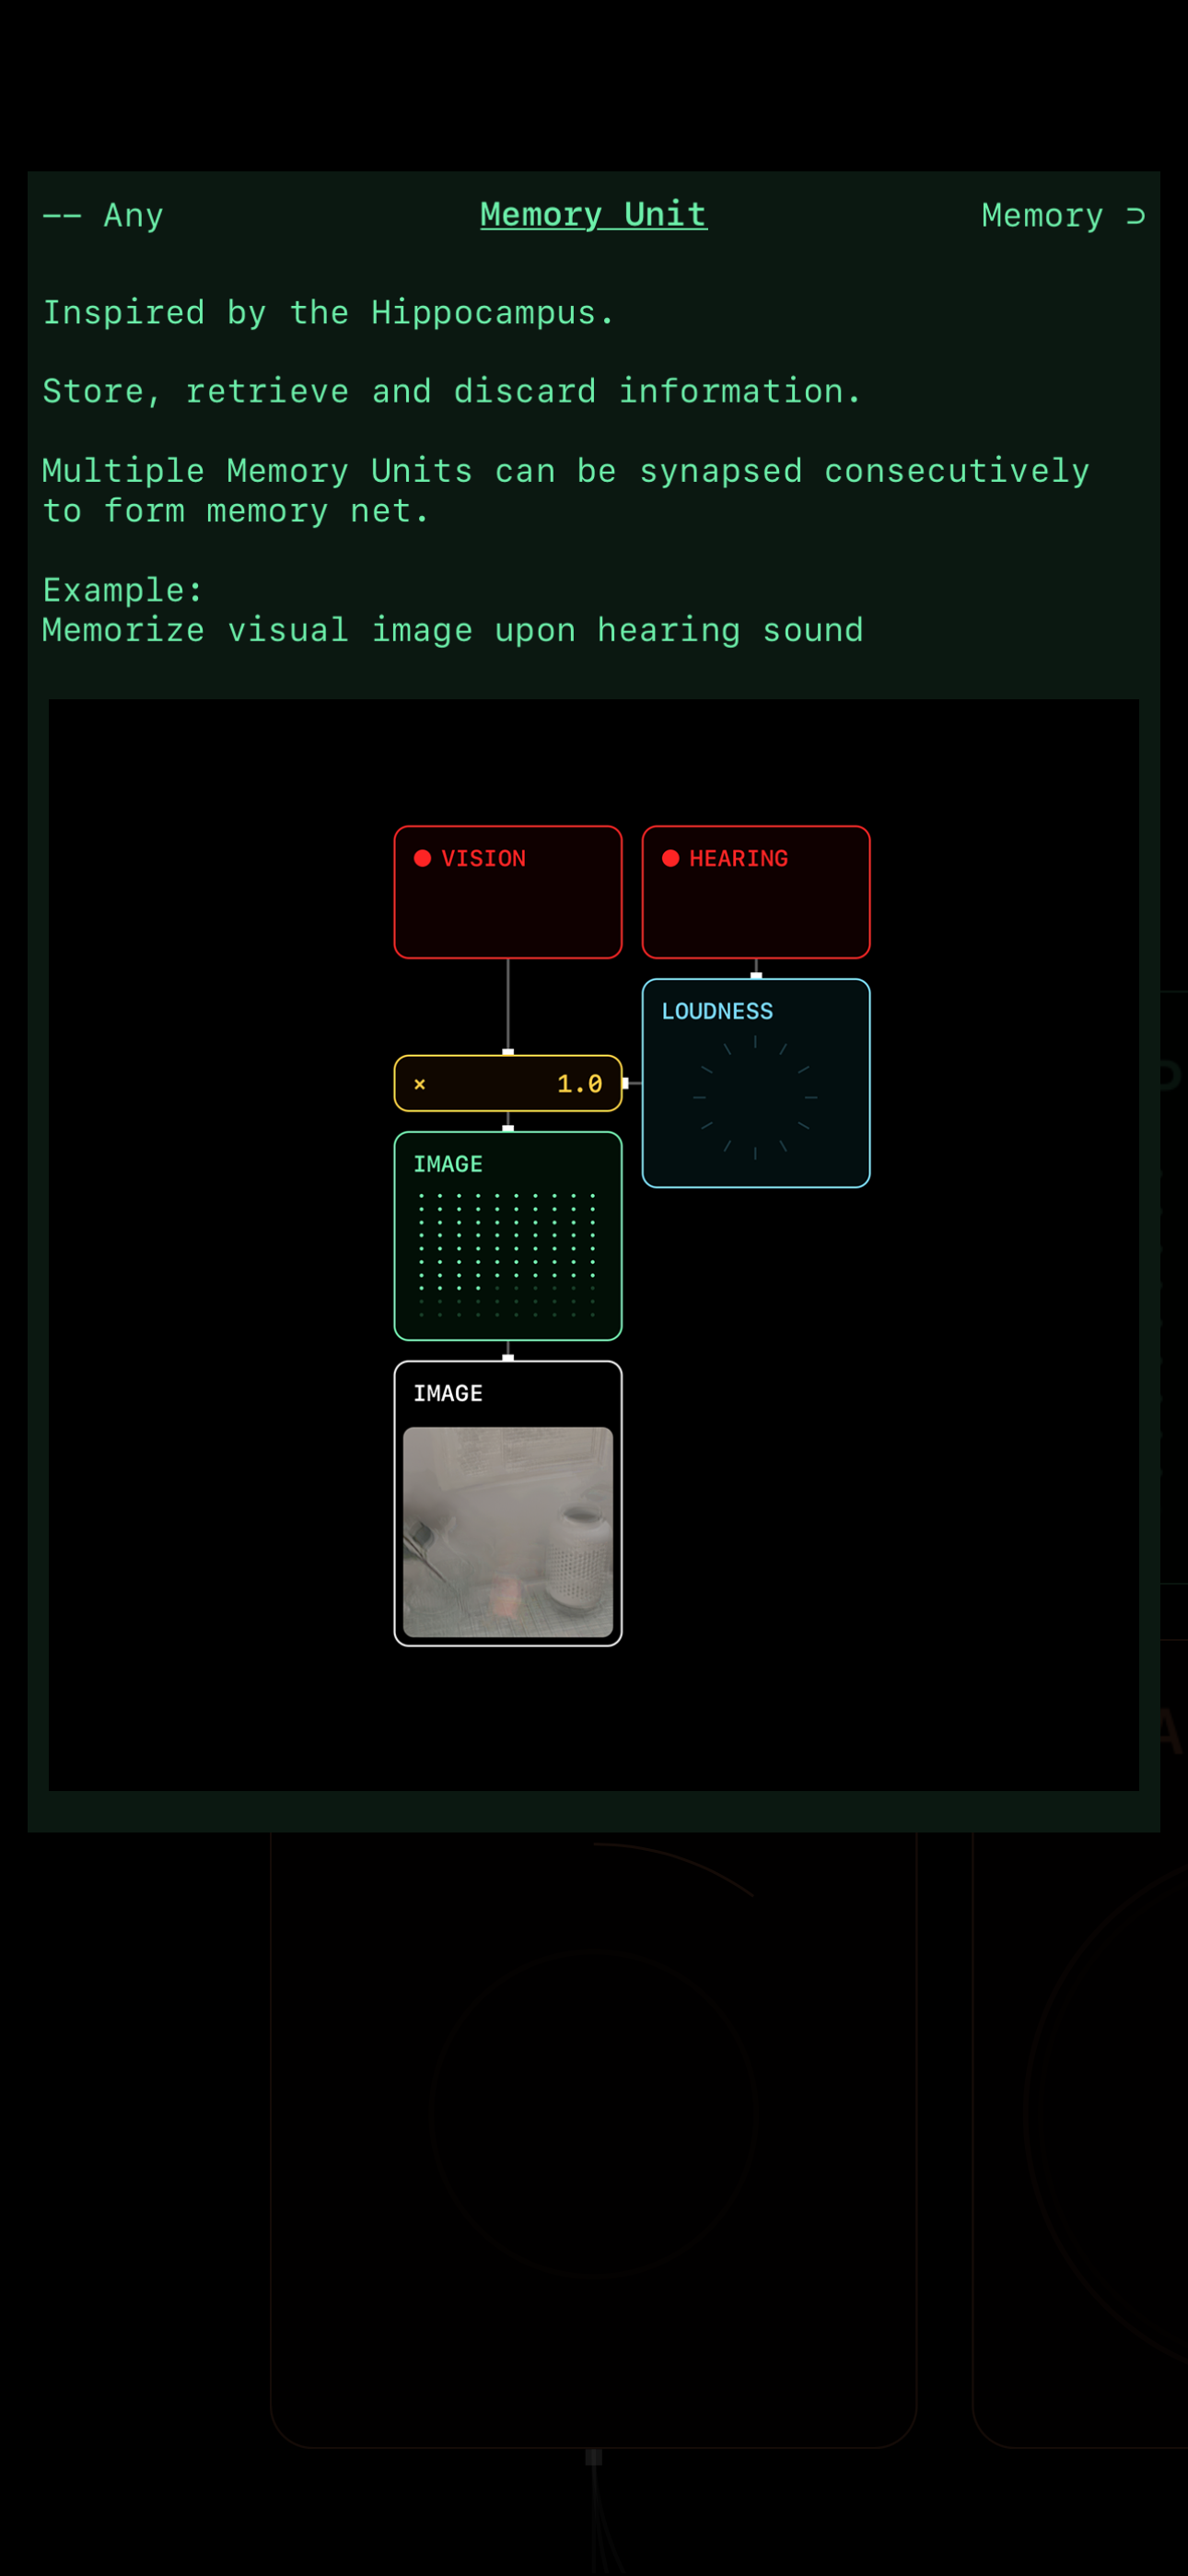 —— Any
Memory Unit
Memory ⊃
Inspired by the Hippocampus.
Store, retrieve and discard information.
Multiple Memory Units can be synapsed consecutively
to form memory net.
Example:
Memorize visual image upon hearing sound
VISION
HEARING
LOUDNESS
× 1.0
IMAGE
IMAGE